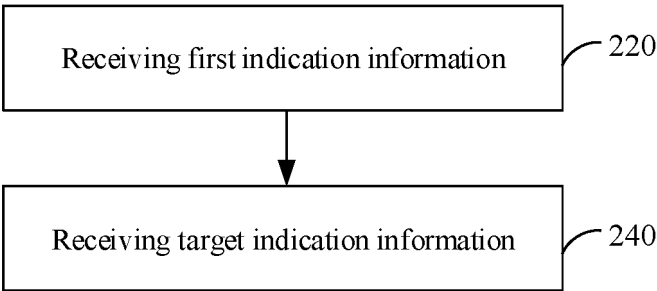 Receiving first indication information
220
Receiving target indication information
240